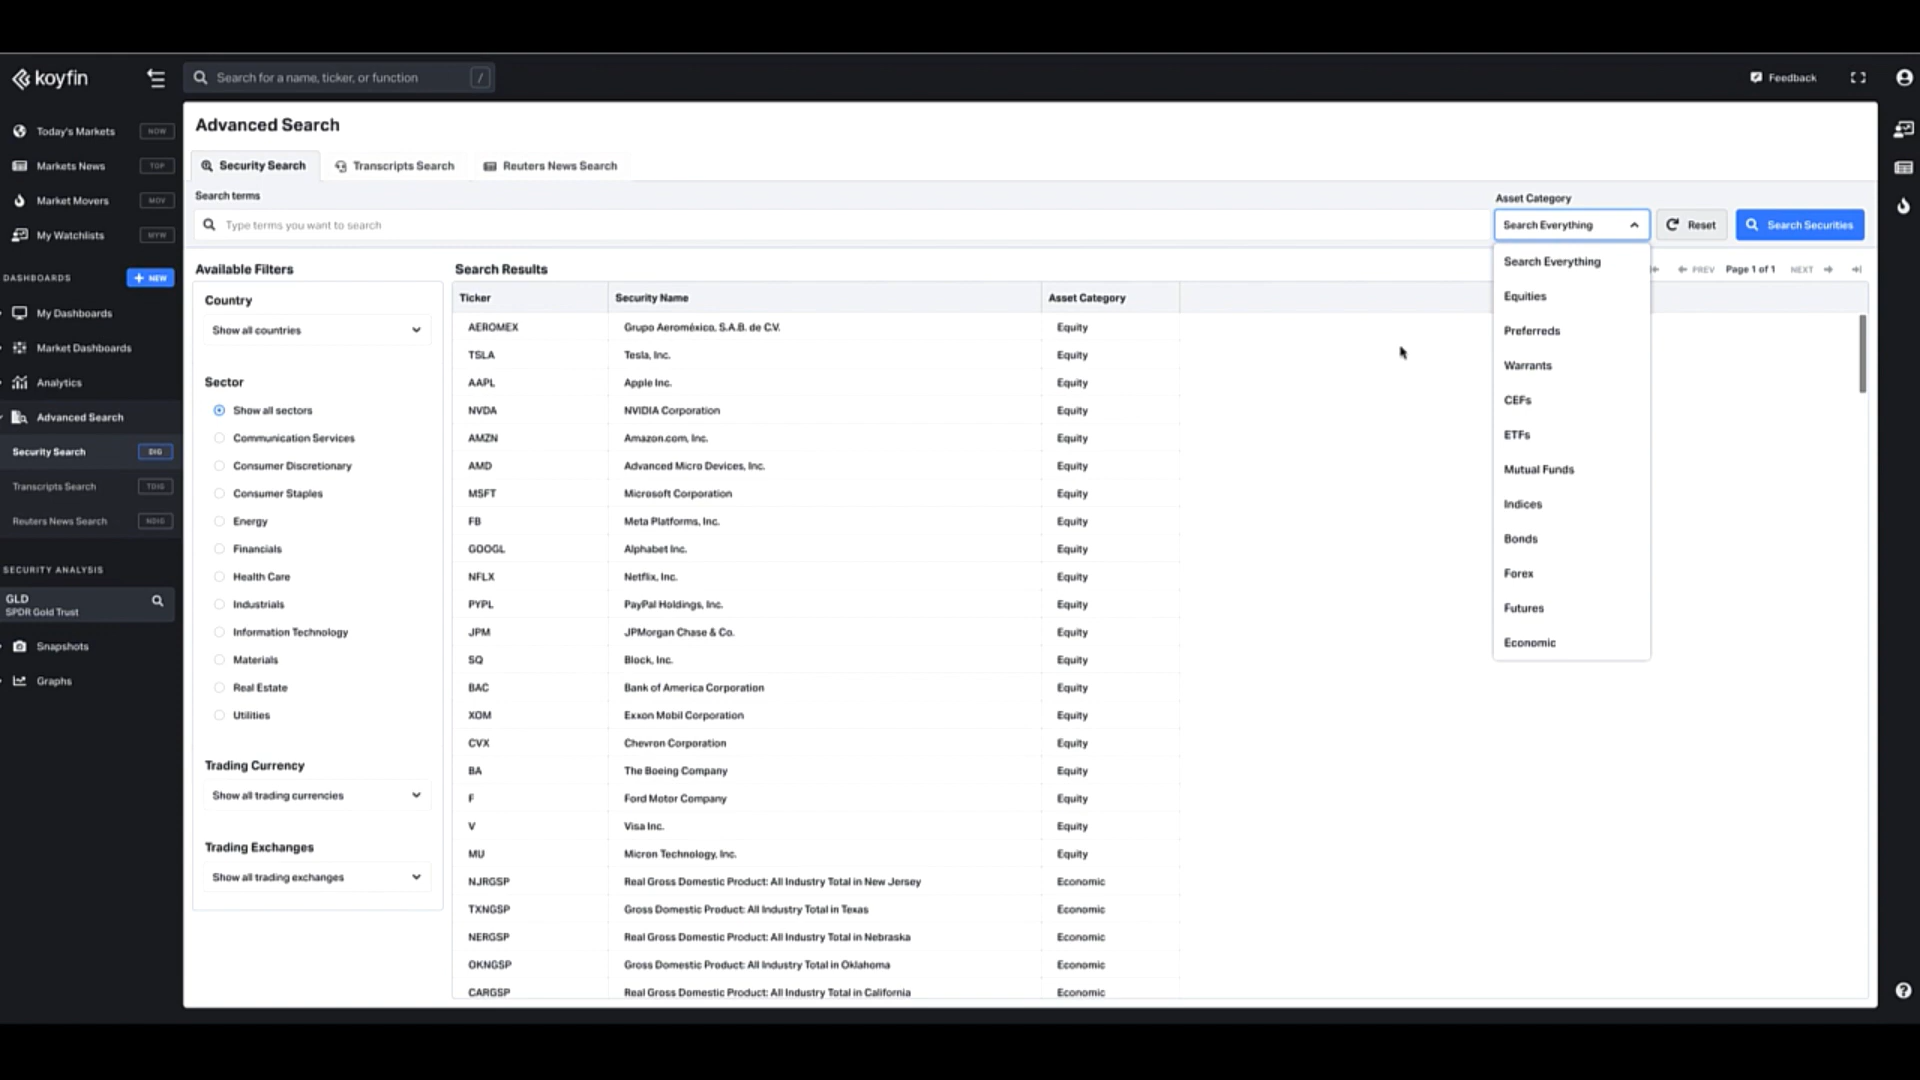 koyfin
Search for a name, ticker, or function /
Feedback
Today's Markets NOW
Markets News TOP
Market Movers MOV
My Watchlists MYW
DASHBOARDS + NEW
My Dashboards
Market Dashboards
Analytics
Advanced Search
Security Search DIG
Transcripts Search TDIG
Reuters News Search NDIG
SECURITY ANALYSIS
GLD
SPDR Gold Trust
Snapshots
Graphs
Advanced Search
Security Search Transcripts Search Reuters News Search
Search terms
Type terms you want to search
Asset Category
Search Everything Reset Search Securities
Search Everything
Equities
Preferreds
Warrants
CEFs
ETFs
Mutual Funds
Indices
Bonds
Forex
Futures
Economic
PREV Page 1 of 1 NEXT
Available Filters
Country
Show all countries
Sector
Show all sectors
Communication Services
Consumer Discretionary
Consumer Staples
Energy
Financials
Health Care
Industrials
Information Technology
Materials
Real Estate
Utilities
Trading Currency
Show all trading currencies
Trading Exchanges
Show all trading exchanges
Search Results
Ticker Security Name Asset Category
AEROMEX Grupo Aeroméxico, S.A.B. de C.V. Equity
TSLA Tesla, Inc. Equity
AAPL Apple Inc. Equity
NVDA NVIDIA Corporation Equity
AMZN Amazon.com, Inc. Equity
AMD Advanced Micro Devices, Inc. Equity
MSFT Microsoft Corporation Equity
FB Meta Platforms, Inc. Equity
GOOGL Alphabet Inc. Equity
NFLX Netflix, Inc. Equity
PYPL PayPal Holdings, Inc. Equity
JPM JPMorgan Chase & Co. Equity
SQ Block, Inc. Equity
BAC Bank of America Corporation Equity
XOM Exxon Mobil Corporation Equity
CVX Chevron Corporation Equity
BA The Boeing Company Equity
F Ford Motor Company Equity
V Visa Inc. Equity
MU Micron Technology, Inc. Equity
NJRGSP Real Gross Domestic Product: All Industry Total in New Jersey Economic
TXNGSP Gross Domestic Product: All Industry Total in Texas Economic
NERGSP Real Gross Domestic Product: All Industry Total in Nebraska Economic
OKNGSP Gross Domestic Product: All Industry Total in Oklahoma Economic
CARGSP Real Gross Domestic Product: All Industry Total in California Economic